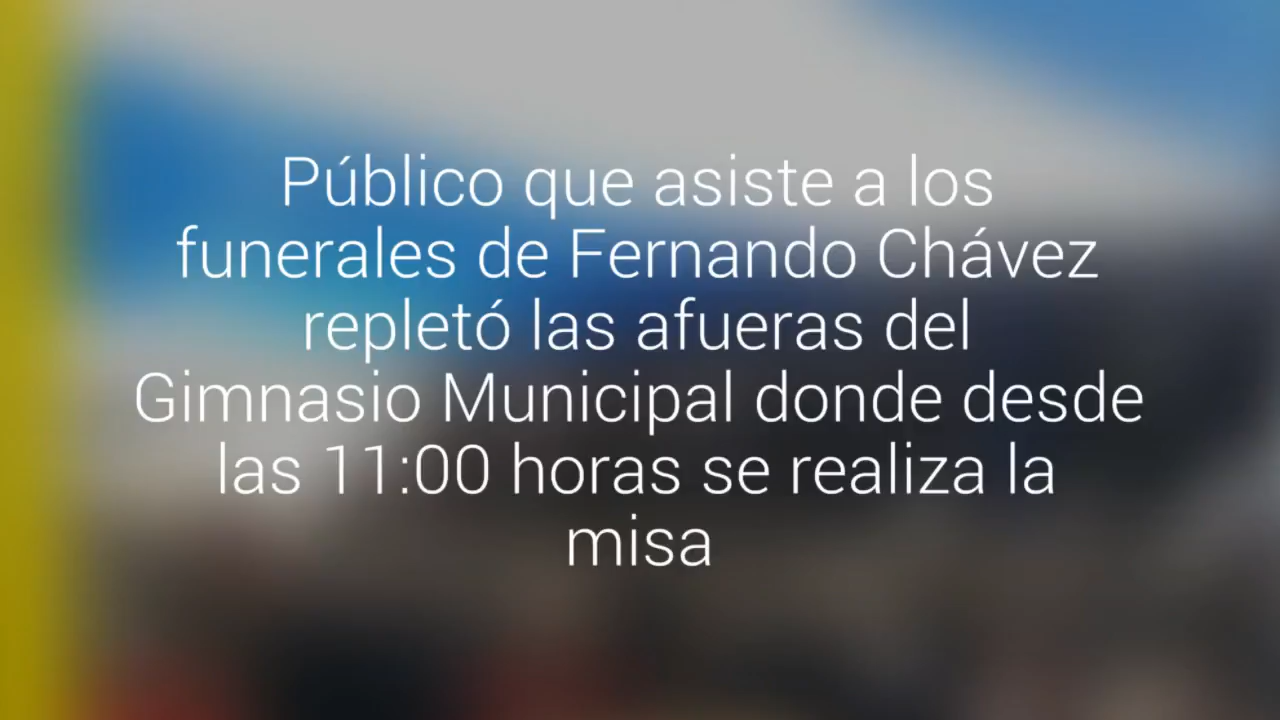 Público que asiste a los
funerales de Fernando Chávez
repletó las afueras del
Gimnasio Municipal donde desde
las 11:00 horas se realiza la
misa